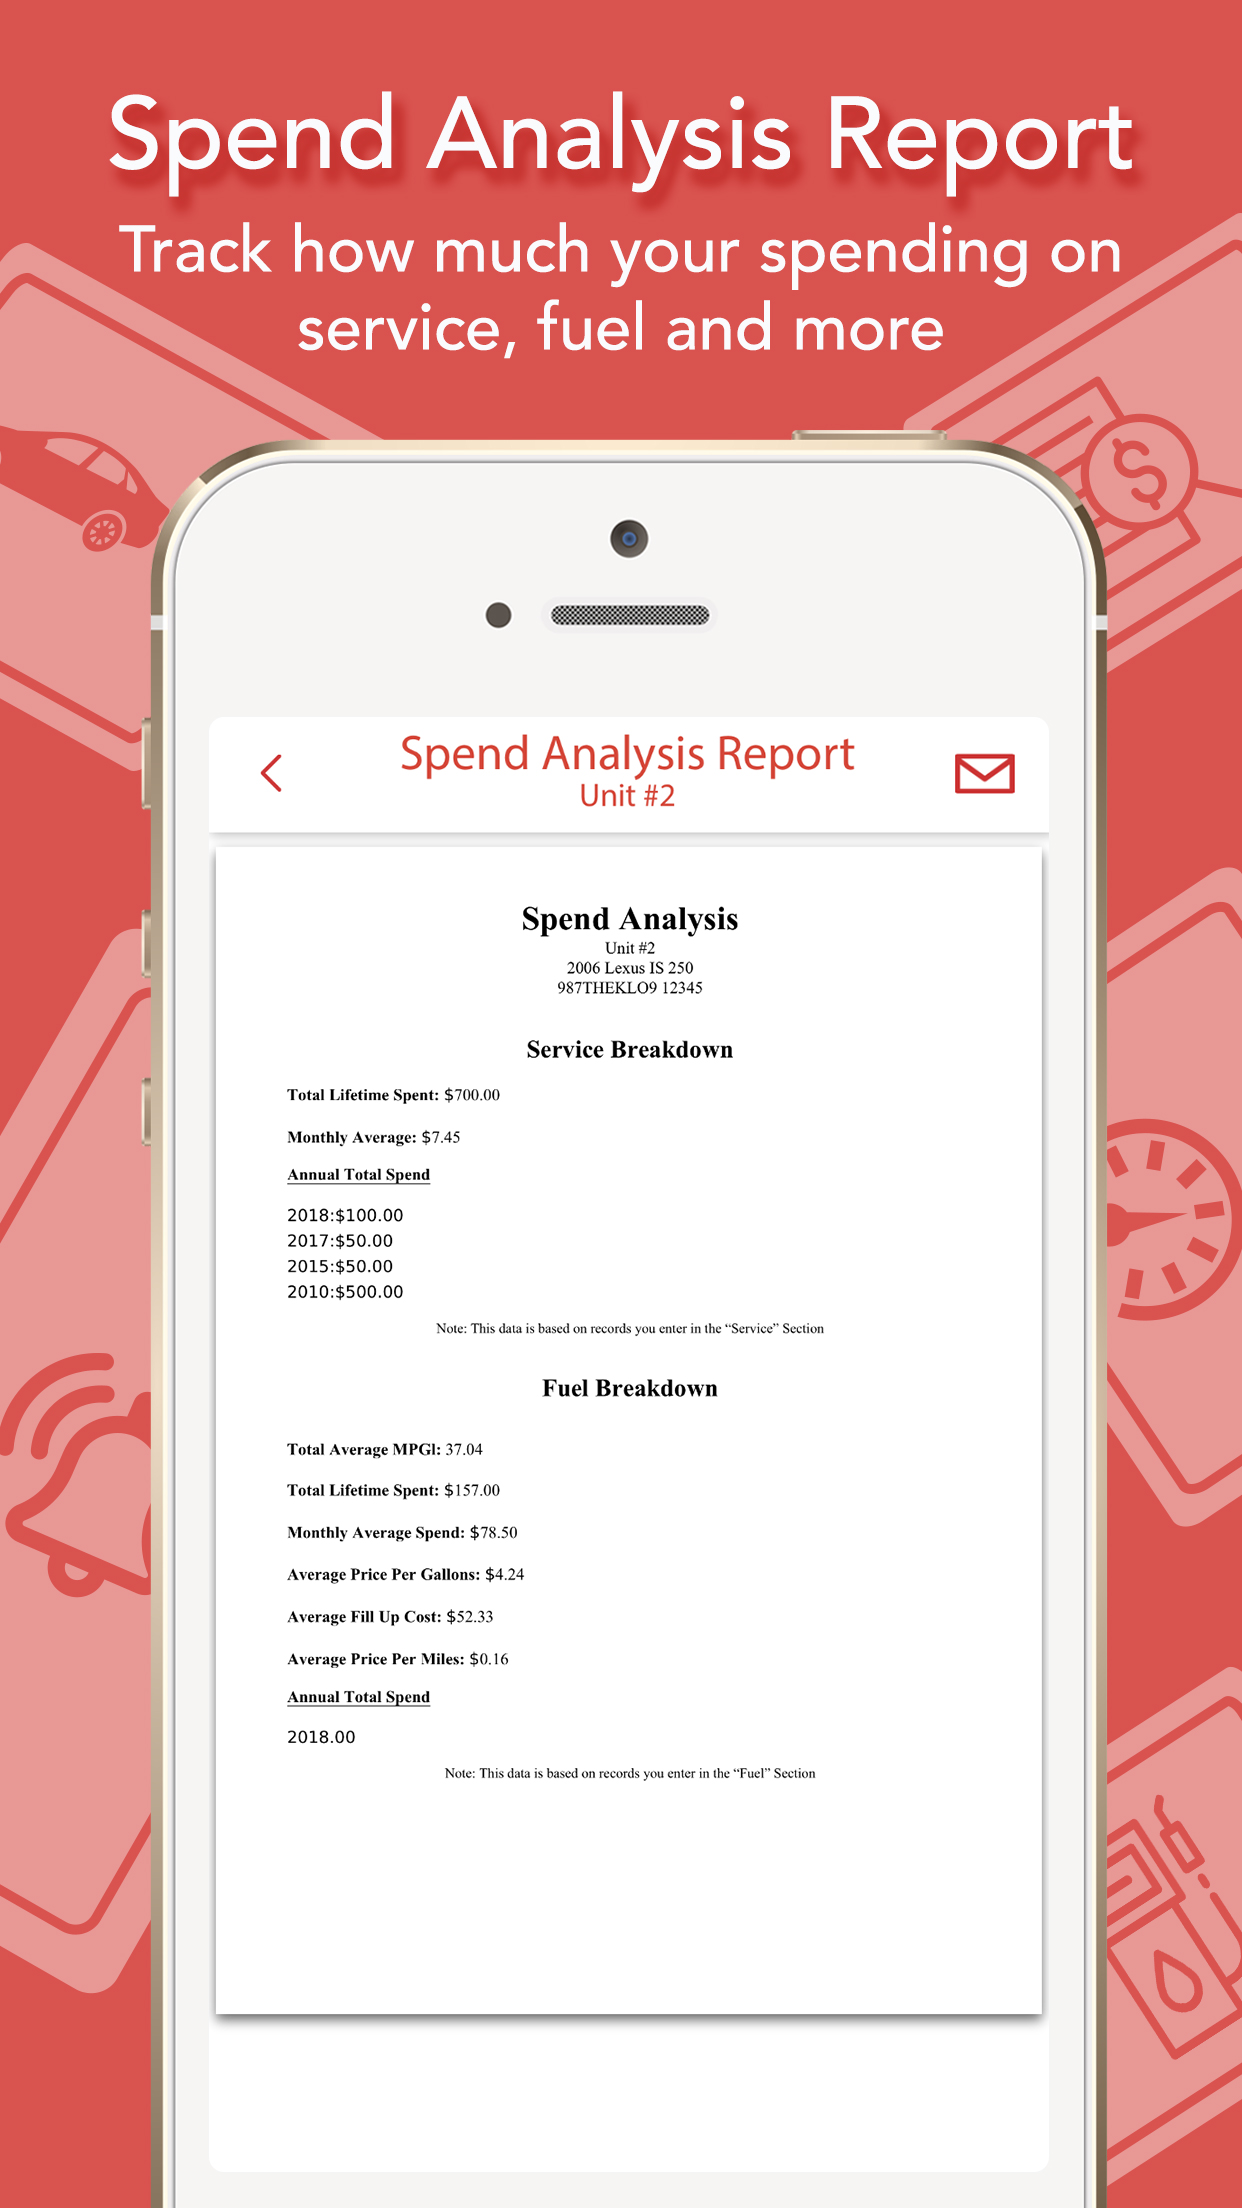 Spend Analysis Report
Track how much your spending on
service, fuel and more
Spend Analysis Report
Unit #2
Spend Analysis
Unit #2
2006 Lexus IS 250
987THEKLO9 12345
Service Breakdown
Total Lifetime Spent: $700.00
Monthly Average: $7.45
Annual Total Spend
2018:$100.00
2017:$50.00
2015:$50.00
2010:$500.00
Note: This data is based on records you enter in the “Service” Section
Fuel Breakdown
Total Average MPGl: 37.04
Total Lifetime Spent: $157.00
Monthly Average Spend: $78.50
Average Price Per Gallons: $4.24
Average Fill Up Cost: $52.33
Average Price Per Miles: $0.16
Annual Total Spend
2018.00
Note: This data is based on records you enter in the “Fuel” Section